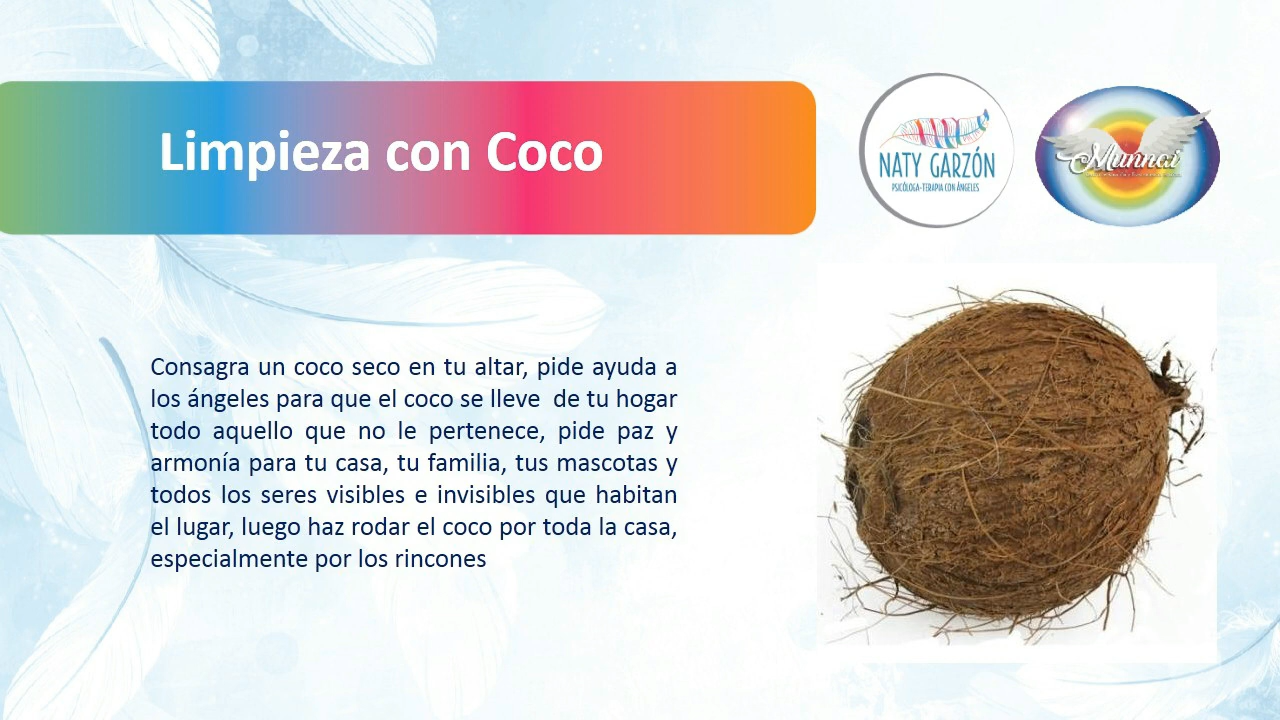 Limpieza con Coco
NATY GARZÓN
PSICÓLOGA-TERAPIA CON ÁNGELES
Munnai
Consagra un coco seco en tu altar, pide ayuda a
los ángeles para que el coco se lleve  de tu hogar
todo aquello que no le pertenece, pide paz y
armonía para tu casa, tu familia, tus mascotas y
todos los seres visibles e invisibles que habitan
el lugar, luego haz rodar el coco por toda la casa,
especialmente por los rincones